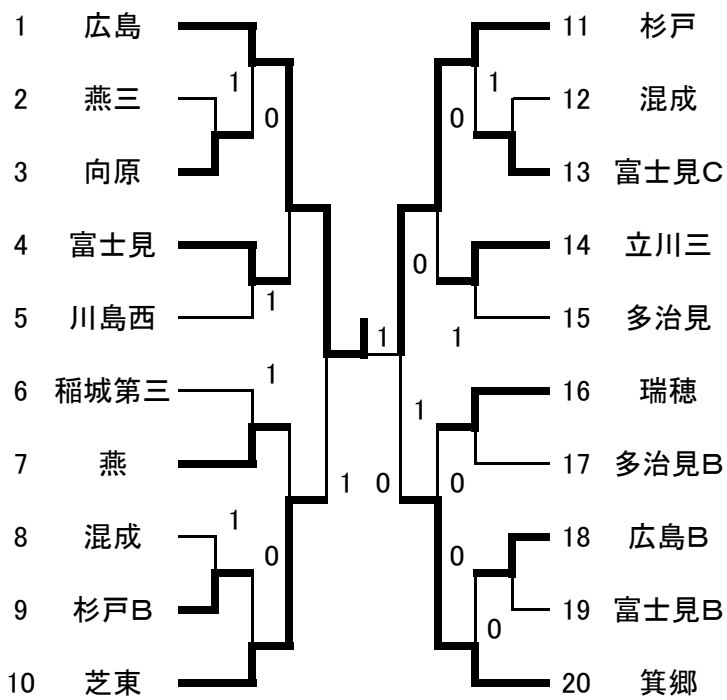 1 広島 11 杉戸
1 1
2 燕三 12 混成
0 0
3 向原 13 富士見C
4 富士見 14 立川三
0
1
5 川島西 15 多治見
1 1
1
6 稲城第三 16 瑞穂
1
7 燕 17 多治見B
1 0 0
1
8 混成 18 広島B
0 0
9 杉戸B 19 富士見B
0
10 芝東 20 箕郷